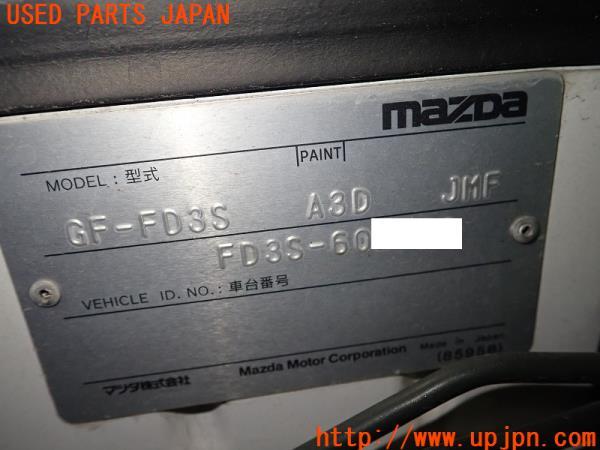 USED PARTS JAPAN
mazda
PAINT
MODEL : 型式
GF-FD3S A3D JMF
FD3S-60
VEHICLE ID. NO. : 車台番号
Made in Japan
マツダ株式会社 Mazda Motor Corporation (B595B)
http://www.upjpn.com